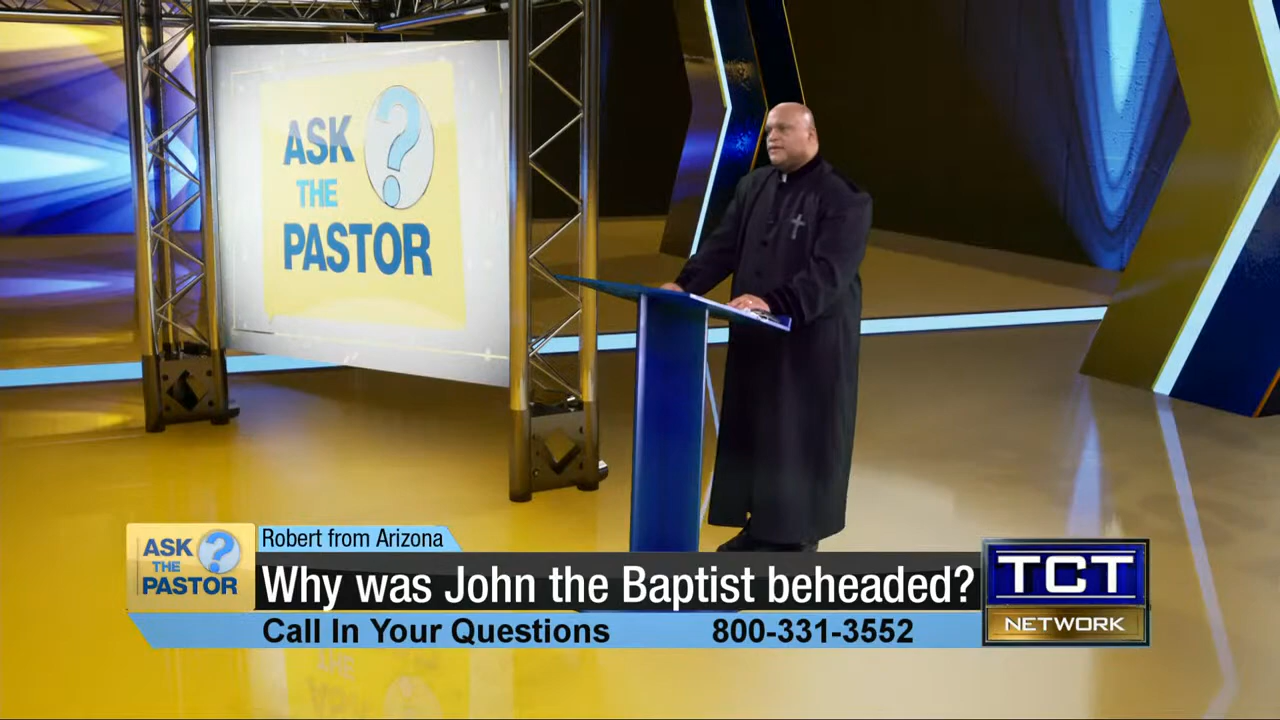 ASK
THE
PASTOR
?
ASK
THE
PASTOR
?
Robert from Arizona
Why was John the Baptist beheaded?
Call In Your Questions 800-331-3552
TCT
NETWORK